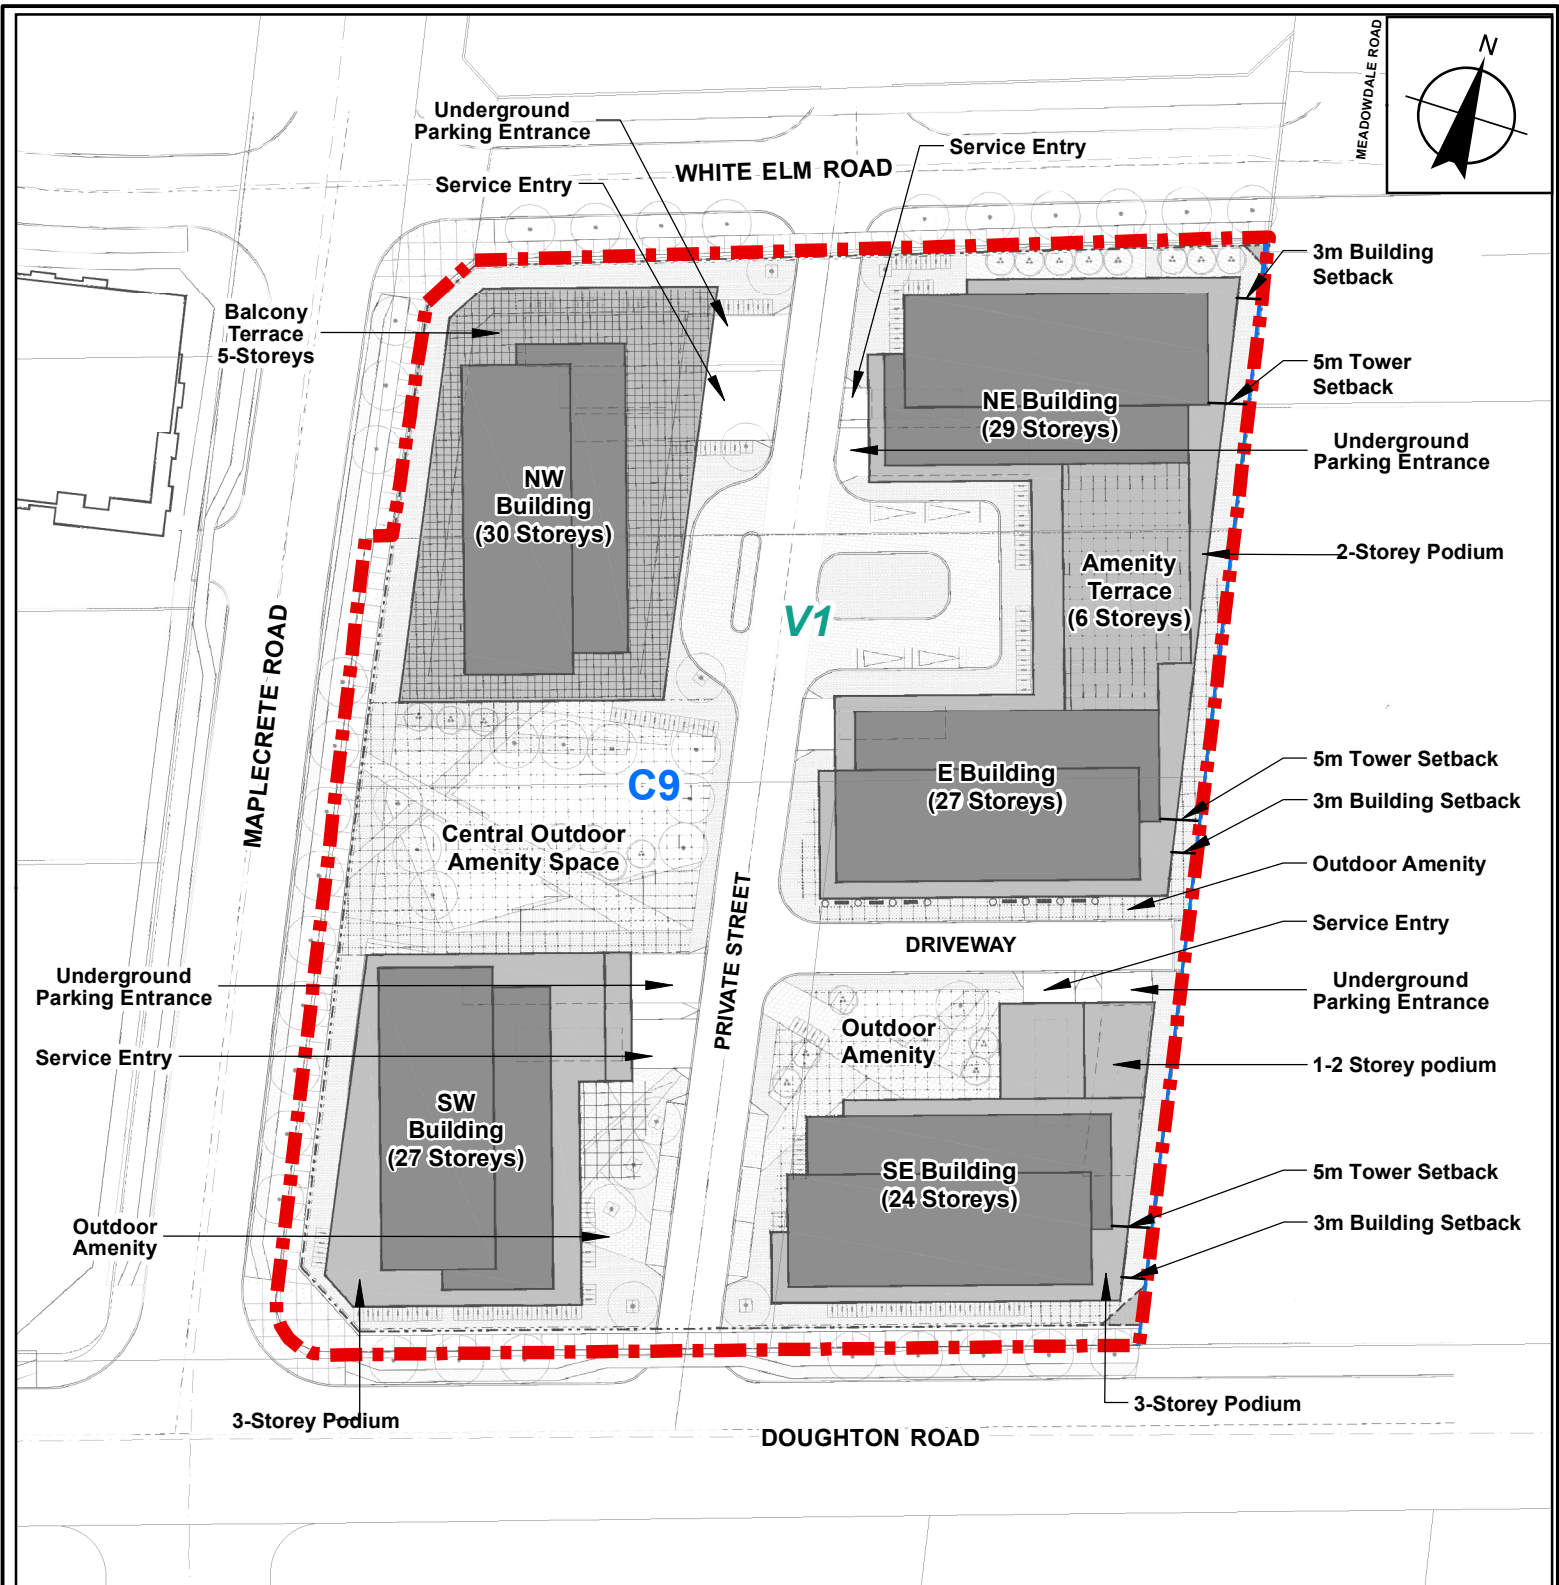 MEADOWDALE ROAD
N
Underground
Parking Entrance
Service Entry
WHITE ELM ROAD
Service Entry
3m Building
Setback
Balcony
Terrace
5-Storeys
5m Tower
Setback
NE Building
(29 Storeys)
Underground
Parking Entrance
NW
Building
(30 Storeys)
2-Storey Podium
Amenity
Terrace
(6 Storeys)
V1
MAPLECRETE ROAD
5m Tower Setback
E Building
(27 Storeys)
C9
3m Building Setback
Central Outdoor
Amenity Space
Outdoor Amenity
PRIVATE STREET
Service Entry
DRIVEWAY
Underground
Parking Entrance
Underground
Parking Entrance
Outdoor
Amenity
Service Entry
1-2 Storey podium
SW
Building
(27 Storeys)
SE Building
(24 Storeys)
5m Tower Setback
3m Building Setback
Outdoor
Amenity
3-Storey Podium
3-Storey Podium
DOUGHTON ROAD